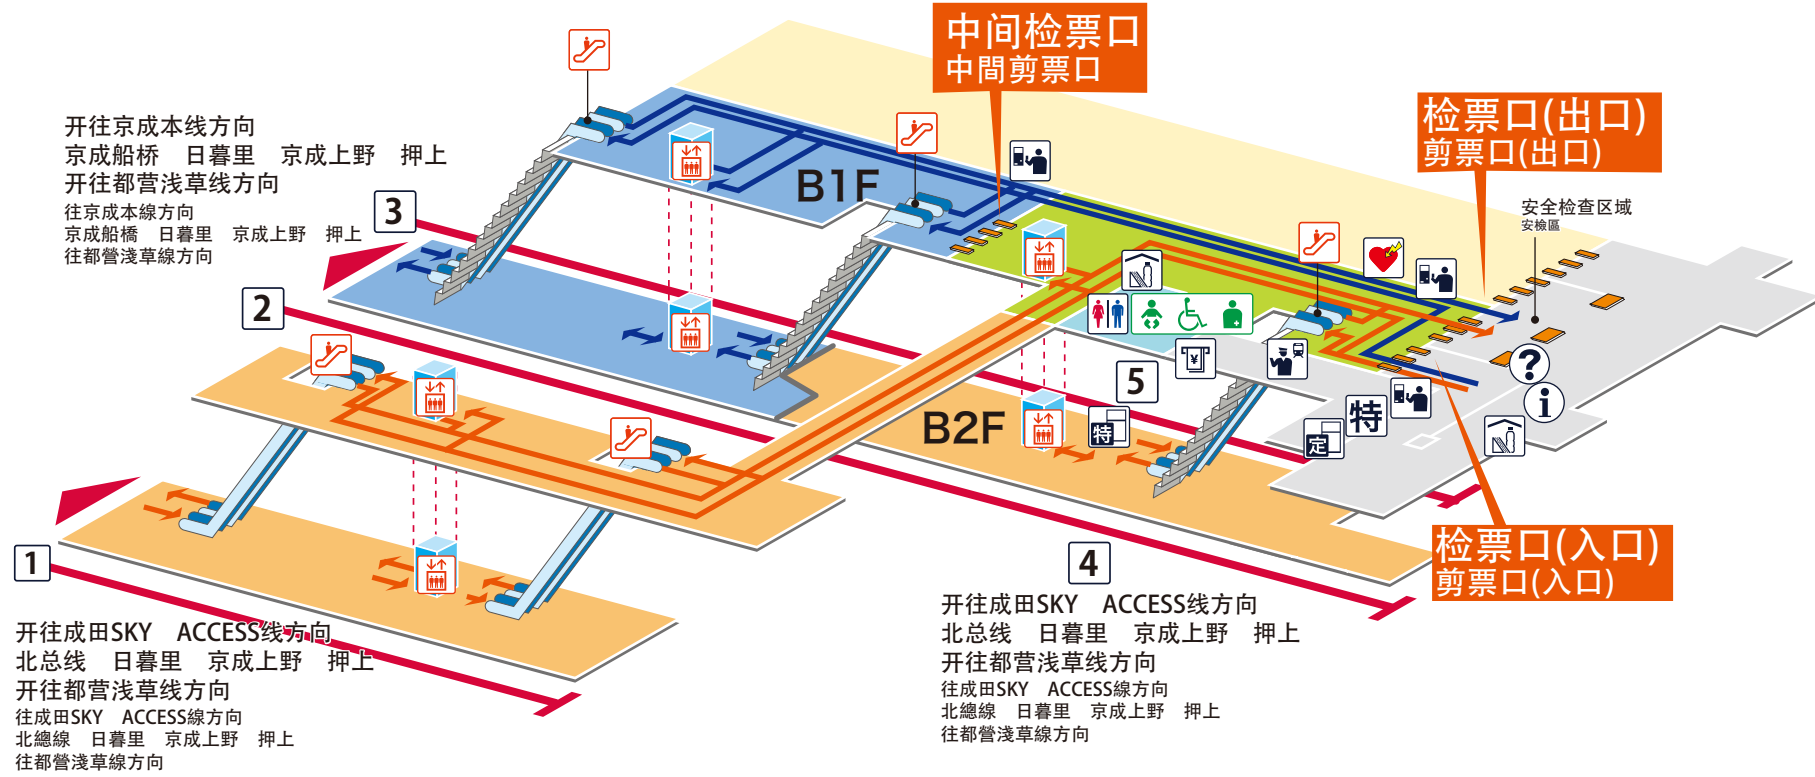 中间检票口
中間剪票口
检票口(出口)
剪票口(出口)
安全检查区域
安檢區
开往京成本线方向
京成船桥　日暮里　京成上野　押上
开往都营浅草线方向
往京成本線方向
京成船橋　日暮里　京成上野　押上
往都營淺草線方向
3
B1F
2
5
B2F
¥
?
i
特
特
定
检票口(入口)
剪票口(入口)
1
开往成田SKY　ACCESS线方向
北总线　日暮里　京成上野　押上
开往都营浅草线方向
往成田SKY　ACCESS線方向
北總線　日暮里　京成上野　押上
往都營淺草線方向
4
开往成田SKY　ACCESS线方向
北总线　日暮里　京成上野　押上
开往都营浅草线方向
往成田SKY　ACCESS線方向
北總線　日暮里　京成上野　押上
往都營淺草線方向